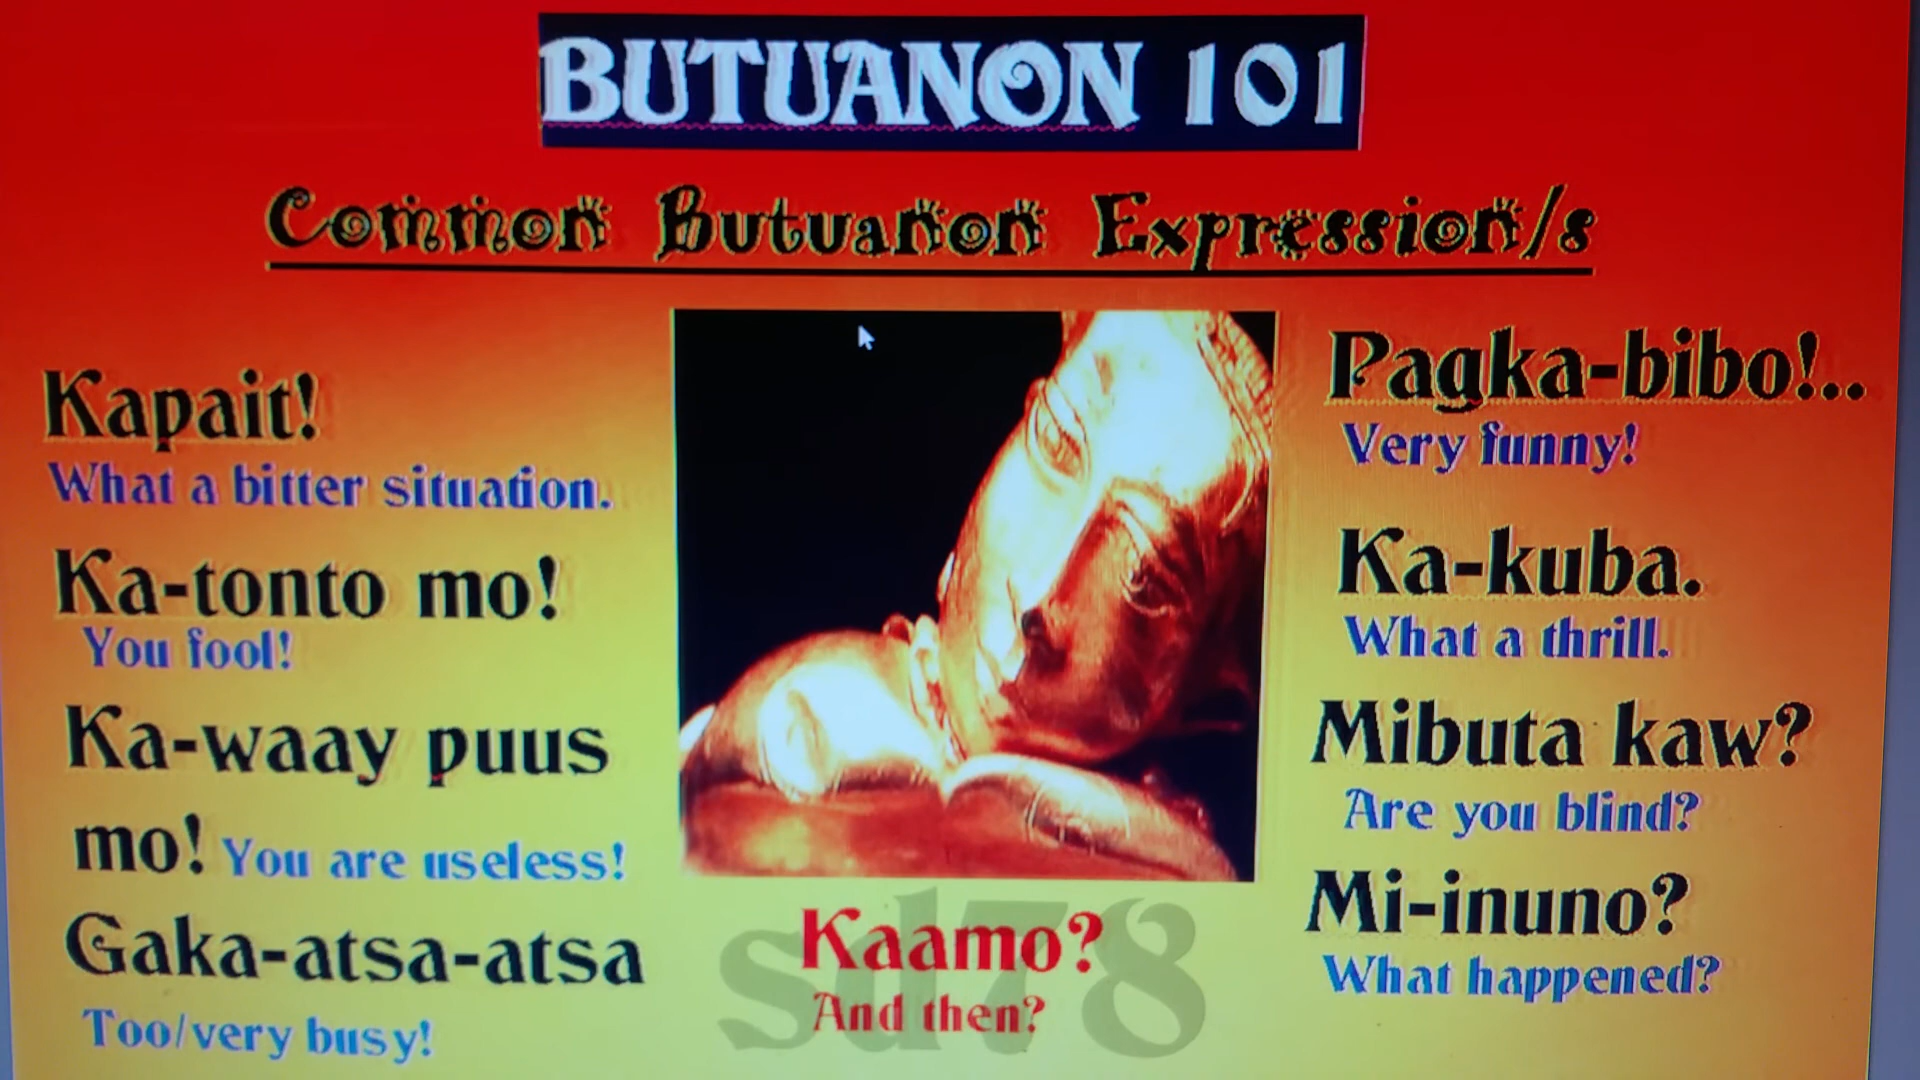 BUTUANON 101
Common Butuanon Expression/s
Kapait!
What a bitter situation.
Ka-tonto mo!
You fool!
Ka-waay puus
mo! You are useless!
Gaka-atsa-atsa
Too/very busy!
sd78
Kaamo?
And then?
Pagka-bibo!..
Very funny!
Ka-kuba.
What a thrill.
Mibuta kaw?
Are you blind?
Mi-inuno?
What happened?